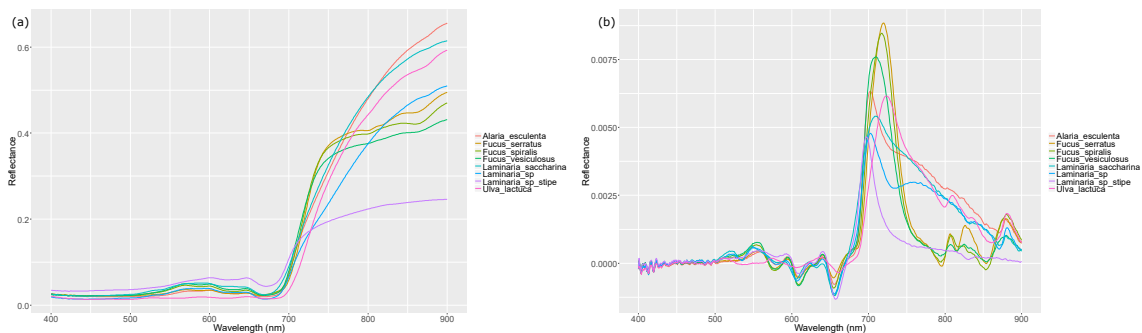 (a)
0.6
0.4
0.2
0.0
400 500 600 700 800 900
Wavelength (nm)
Reflectance
Alaria_esculenta
Fucus_serratus
Fucus_spiralis
Fucus_vesiculosus
Laminaria_saccharina
Laminaria_sp
Laminaria_sp_stipe
Ulva_lactuca
(b)
0.0075
0.0050
0.0025
0.0000
400 500 600 700 800 900
Wavelength (nm)
Reflectance
Alaria_esculenta
Fucus_serratus
Fucus_spiralis
Fucus_vesiculosus
Laminaria_saccharina
Laminaria_sp
Laminaria_sp_stipe
Ulva_lactuca